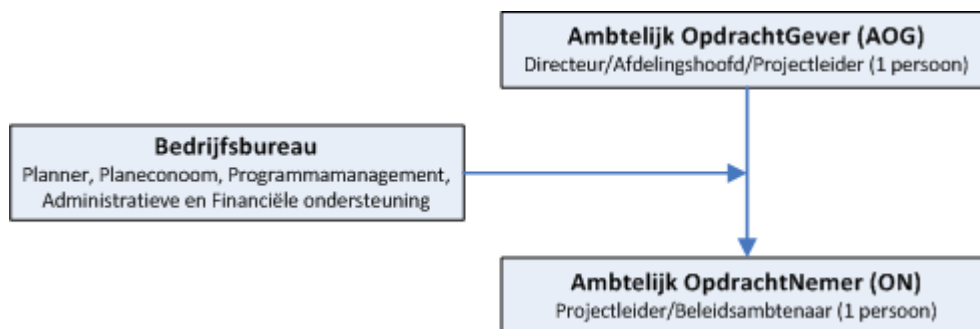 Ambtelijk OpdrachtGever (AOG)
Directeur/Afdelingshoofd/Projectleider (1 persoon)
Bedrijfsbureau
Planner, Planeconoom, Programmamanagement,
Administratieve en Financiële ondersteuning
Ambtelijk OpdrachtNemer (ON)
Projectleider/Beleidsambtenaar (1 persoon)